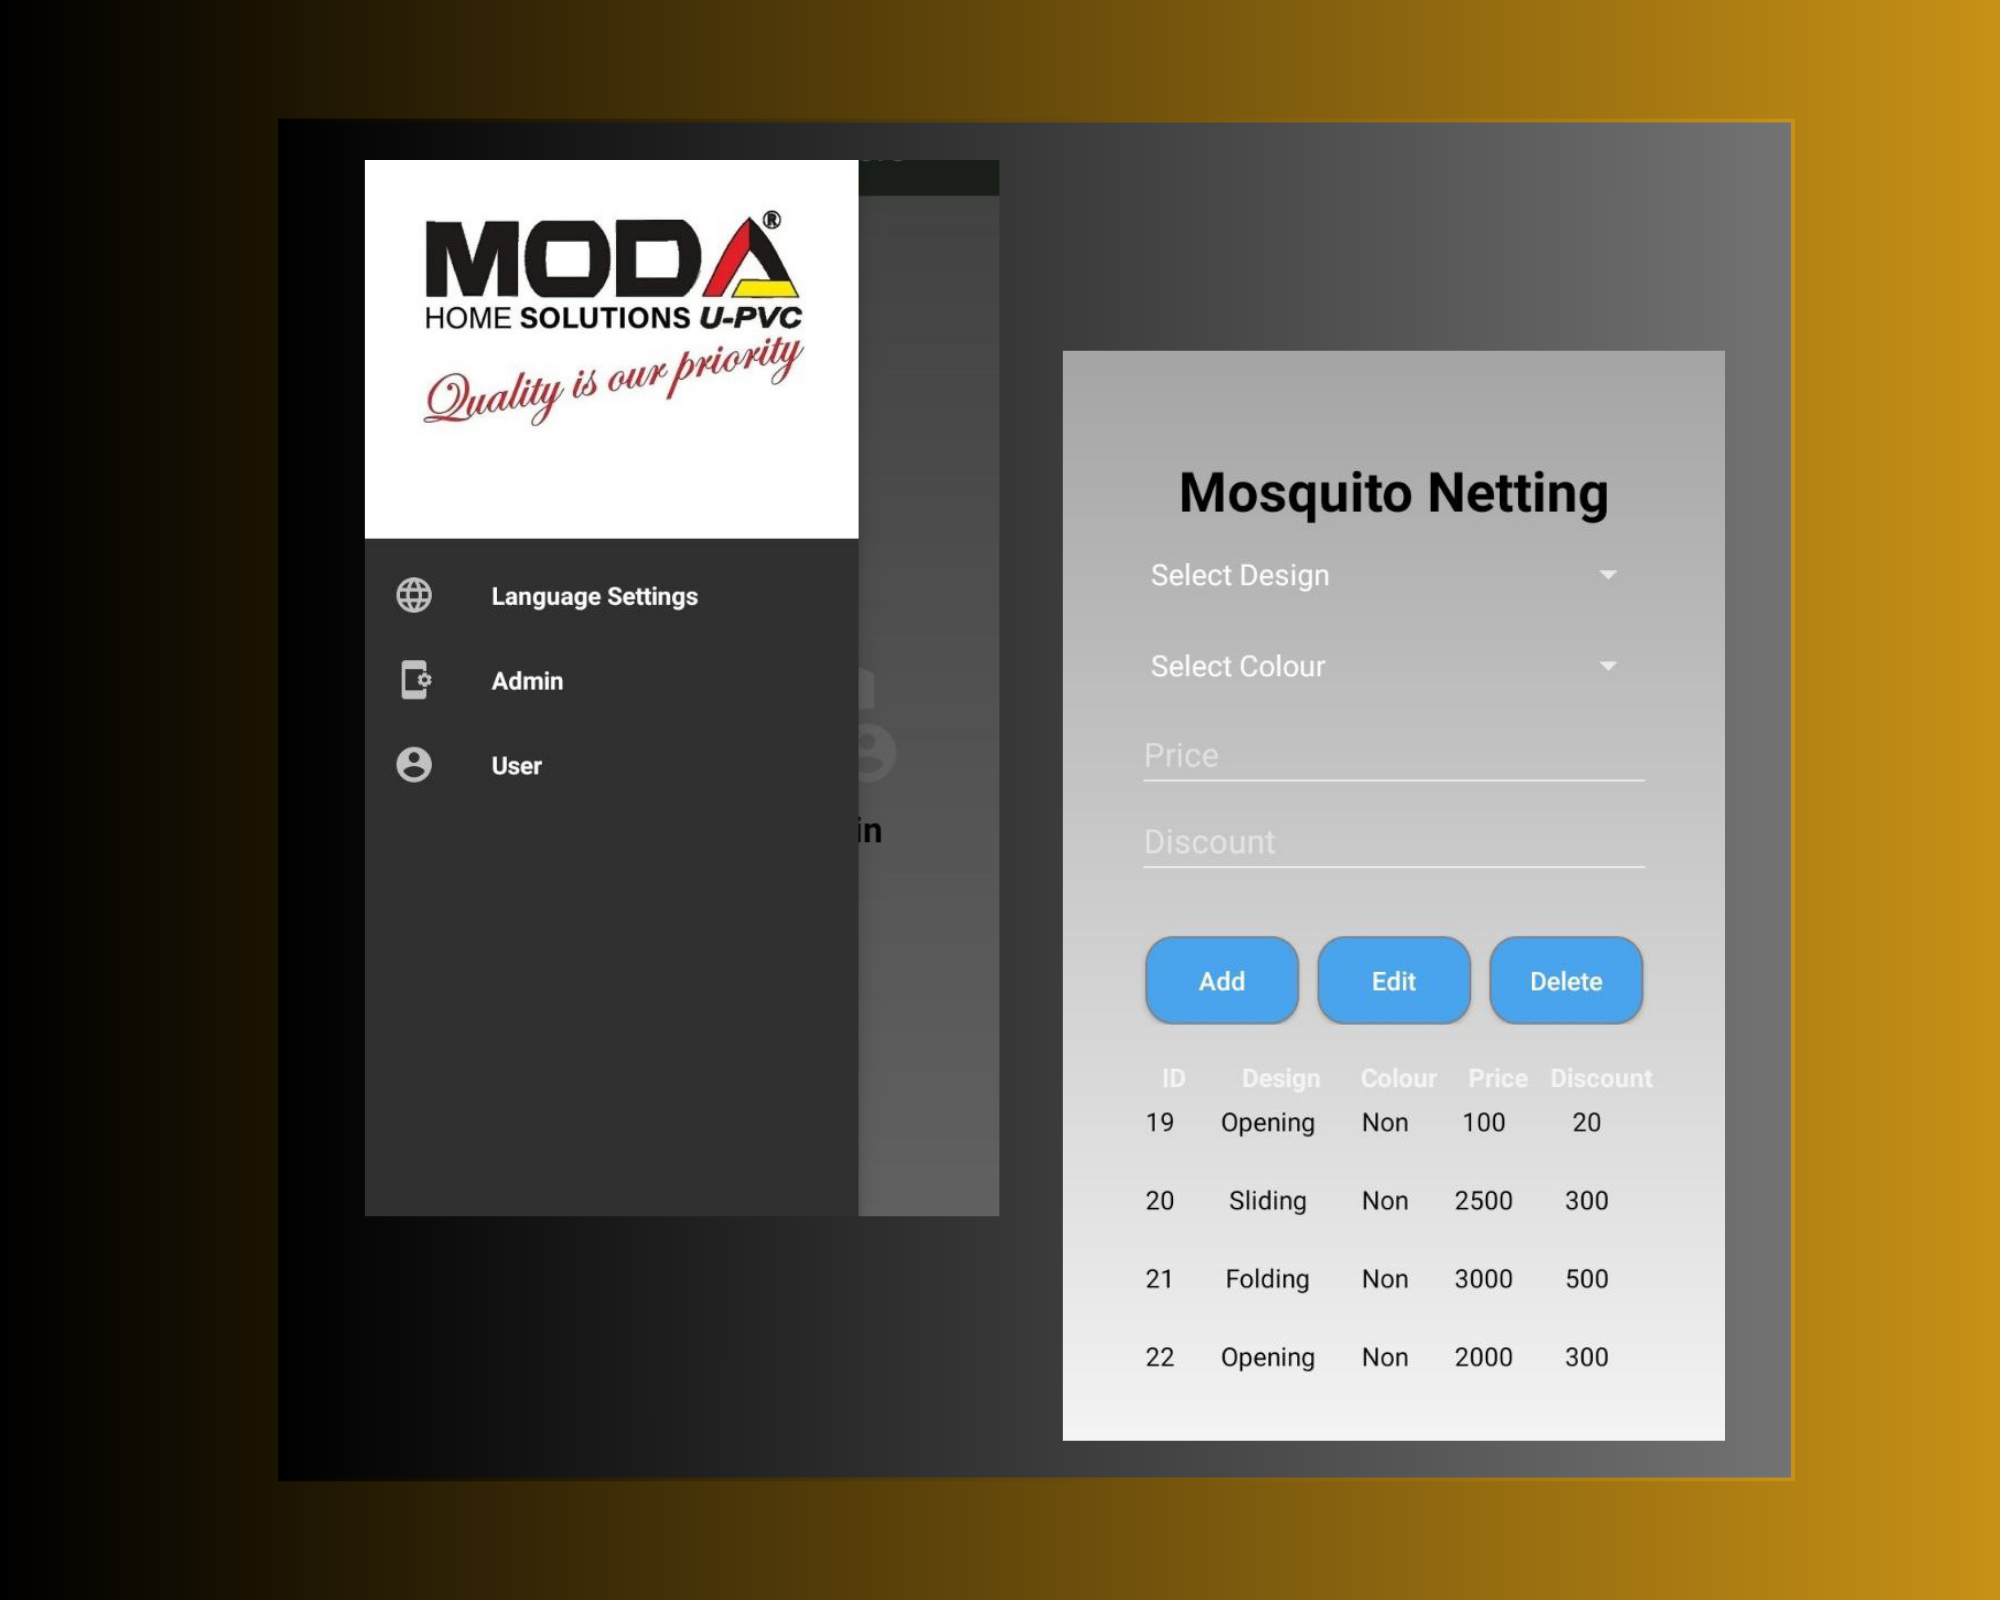 MODA®
HOME SOLUTIONS U-PVC
Quality is our priority
Language Settings
Admin
User
in
Mosquito Netting
Select Design
Select Colour
Price
Discount
Add Edit Delete
ID Design Colour Price Discount
19 Opening Non 100 20
20 Sliding Non 2500 300
21 Folding Non 3000 500
22 Opening Non 2000 300